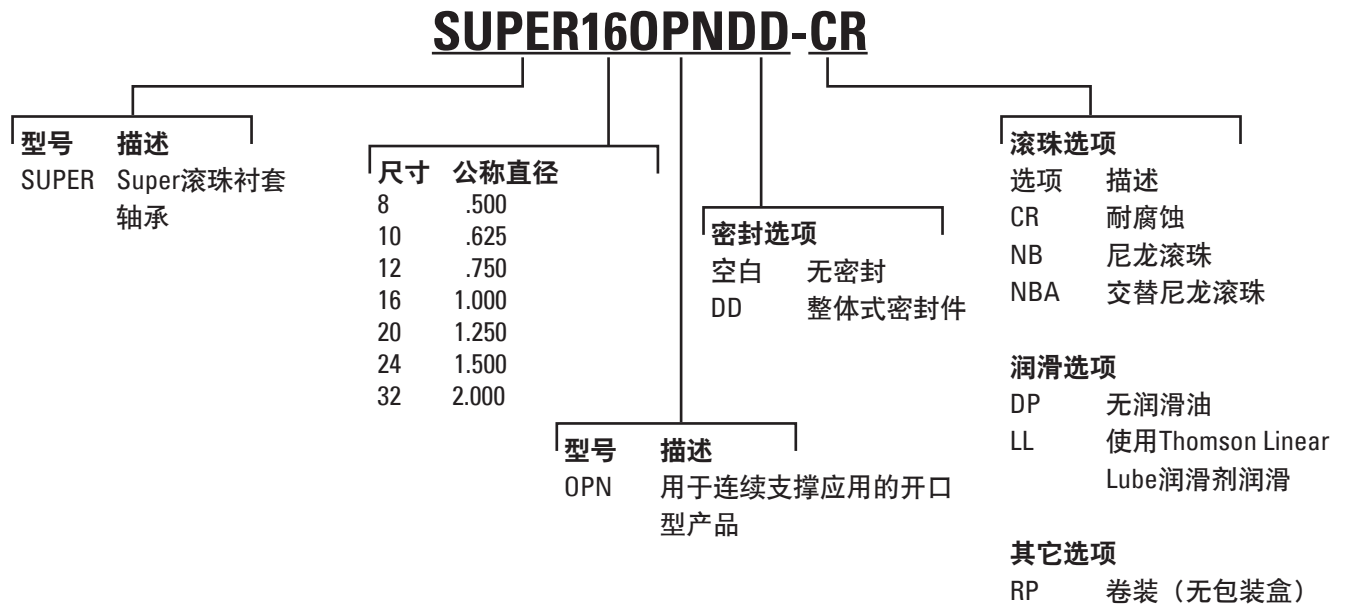 SUPER16OPNDD-CR
型号 描述
SUPER Super滚珠衬套
轴承
尺寸 公称直径
8 .500
10 .625
12 .750
16 1.000
20 1.250
24 1.500
32 2.000
型号 描述
OPN 用于连续支撑应用的开口
型产品
密封选项
空白 无密封
DD 整体式密封件
滚珠选项
选项 描述
CR 耐腐蚀
NB 尼龙滚珠
NBA 交替尼龙滚珠
润滑选项
DP 无润滑油
LL 使用Thomson Linear
Lube润滑剂润滑
其它选项
RP 卷装（无包装盒）